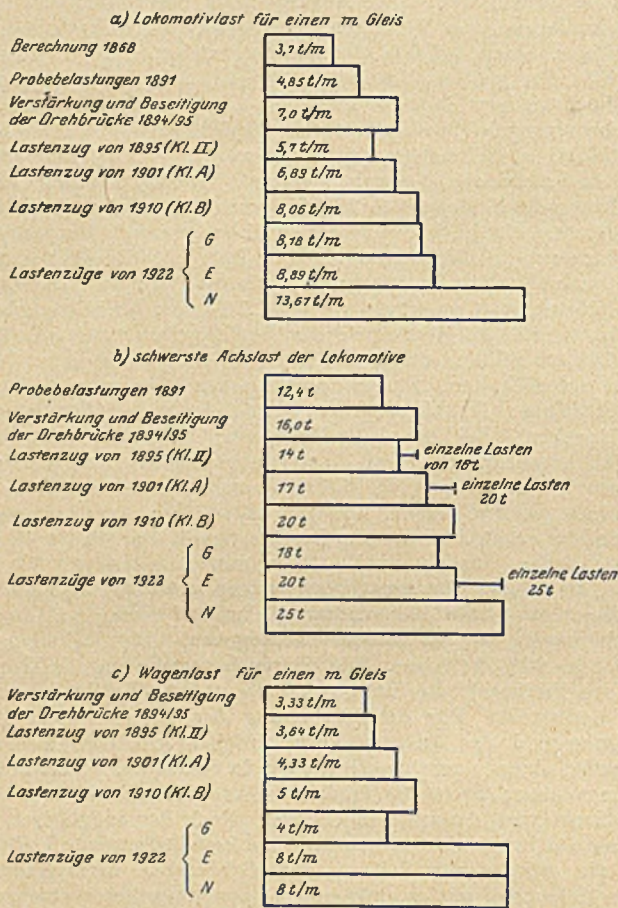 a) Lokomotivlast für einen m Gleis
Berechnung 1868 3,7 t/m
Probebelastungen 1891 4,85 t/m
Verstärkung und Beseitigung
der Drehbrücke 1894/95 7,0 t/m
Lastenzug von 1895 (Kl. II) 5,7 t/m
Lastenzug von 1901 (Kl. A) 6,89 t/m
Lastenzug von 1910 (Kl. B) 8,06 t/m
G 8,18 t/m
Lastenzüge von 1922 E 8,89 t/m
N 13,67 t/m
b) schwerste Achslast der Lokomotive
Probebelastungen 1891 12,4 t
Verstärkung und Beseitigung
der Drehbrücke 1894/95 16,0 t
Lastenzug von 1895 (Kl. II) 14 t einzelne Lasten
von 16 t
Lastenzug von 1901 (Kl. A) 17 t einzelne Lasten
20 t
Lastenzug von 1910 (Kl. B) 20 t
G 18 t
Lastenzüge von 1922 E 20 t einzelne Lasten
25 t
N 25 t
c) Wagenlast für einen m Gleis
Verstärkung und Beseitigung
der Drehbrücke 1894/95 3,33 t/m
Lastenzug von 1895 (Kl. II) 3,64 t/m
Lastenzug von 1901 (Kl. A) 4,33 t/m
Lastenzug von 1910 (Kl. B) 5 t/m
G 4 t/m
Lastenzüge von 1922 E 8 t/m
N 8 t/m